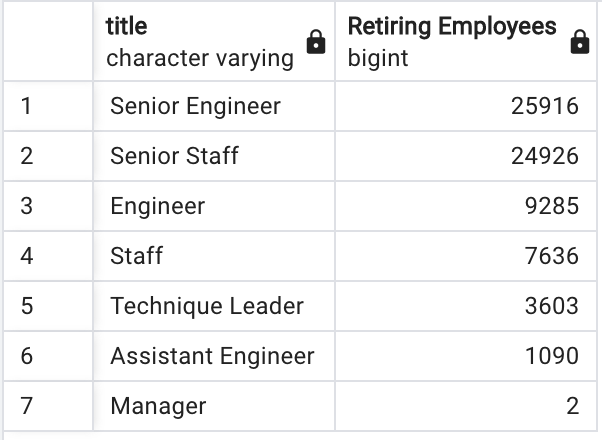 title Retiring Employees
character varying bigint
1 Senior Engineer 25916
2 Senior Staff 24926
3 Engineer 9285
4 Staff 7636
5 Technique Leader 3603
6 Assistant Engineer 1090
7 Manager 2